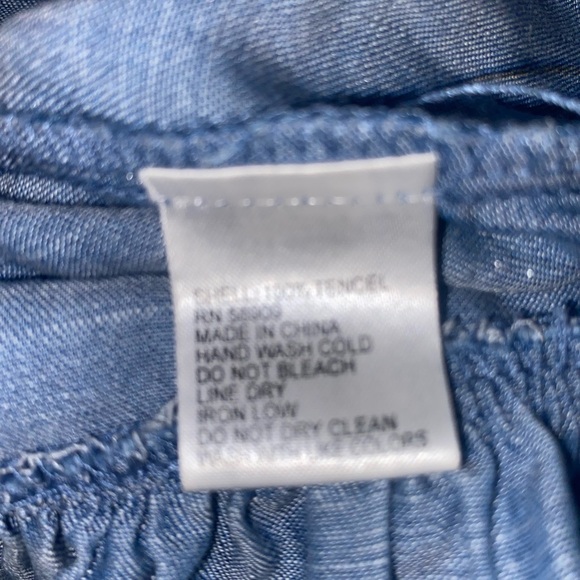 SHELL: 100% TENCEL
RN 58909
MADE IN CHINA
HAND WASH COLD
DO NOT BLEACH
LINE DRY
IRON LOW
DO NOT DRY CLEAN
WASH WITH LIKE COLORS